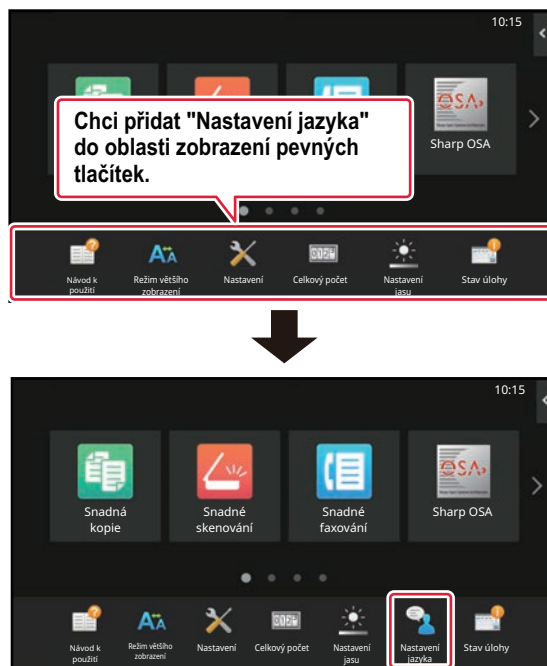 10:15
Chci přidat "Nastavení jazyka"
do oblasti zobrazení pevných
tlačítek.
OSA
Sharp OSA
Návod k
použití
Režim většího
zobrazení
Nastavení
Celkový počet
Nastavení
jasu
Stav úlohy
10:15
Snadná
kopie
Snadné
skenování
Snadné
faxování
OSA
Sharp OSA
Návod k
použití
Režim většího
zobrazení
Nastavení
Celkový počet
Nastavení
jasu
Nastavení
jazyka
Stav úlohy